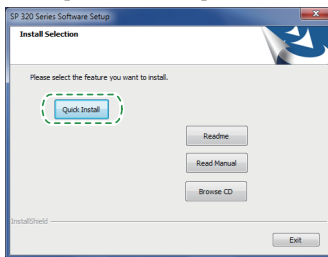 SP 320 Series Software Setup
Install Selection
Please select the feature you want to install.
Quick Install
Readme
Read Manual
Browse CD
InstallShield
Exit